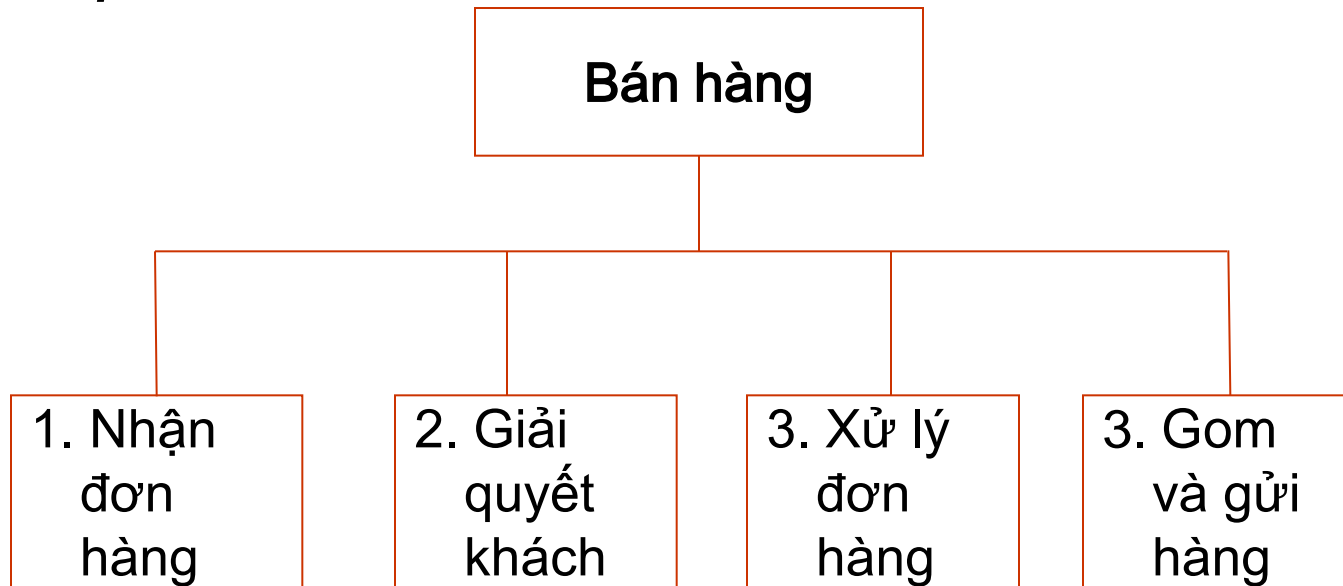 Bán hàng
1. Nhận
đơn
hàng
2. Giải
quyết
khách
3. Xử lý
đơn
hàng
3. Gom
và gửi
hàng